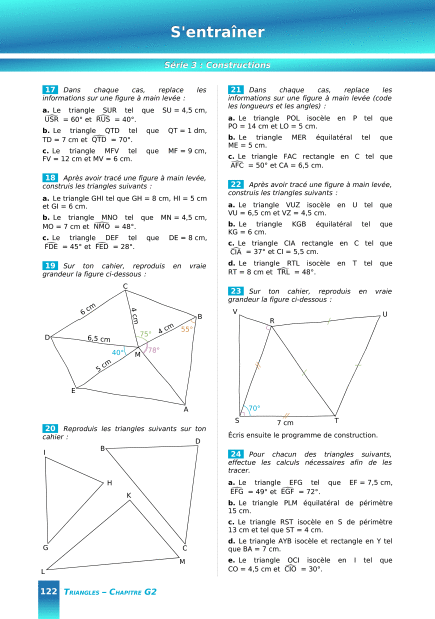 S'entraîner
Série 3 : Constructions
17 Dans chaque cas, replace les
informations sur une figure à main levée :
a. Le triangle SUR tel que SU = 4,5 cm,
USR = 60° et RUS = 40°.
b. Le triangle QTD tel que QT = 1 dm,
TD = 7 cm et QTD = 70°.
c. Le triangle MFV tel que MF = 9 cm,
FV = 12 cm et MV = 6 cm.
18 Après avoir tracé une figure à main levée,
construis les triangles suivants :
a. Le triangle GHI tel que GH = 8 cm, HI = 5 cm
et GI = 6 cm.
b. Le triangle MNO tel que MN = 4,5 cm,
MO = 7 cm et NMO = 48°.
c. Le triangle DEF tel que DE = 8 cm,
FDE = 45° et FED = 28°.
19 Sur ton cahier, reproduis en vraie
grandeur la figure ci-dessous :
C
6 cm
4 cm
B
4 cm
55°
D
6,5 cm
75°
40°
M
78°
5 cm
E
A
20 Reproduis les triangles suivants sur ton
cahier :
D
B
I
H
K
G
C
M
L
21 Dans chaque cas, replace les
informations sur une figure à main levée (code
les longueurs et les angles) :
a. Le triangle POL isocèle en P tel que
PO = 14 cm et LO = 5 cm.
b. Le triangle MER équilatéral tel que
ME = 5 cm.
c. Le triangle FAC rectangle en C tel que
AFC = 50° et CA = 6,5 cm.
22 Après avoir tracé une figure à main levée,
construis les triangles suivants :
a. Le triangle VUZ isocèle en U tel que
VU = 6,5 cm et VZ = 4,5 cm.
b. Le triangle KGB équilatéral tel que
KG = 6 cm.
c. Le triangle CIA rectangle en C tel que
CIA = 37° et CI = 5,5 cm.
d. Le triangle RTL isocèle en T tel que
RT = 8 cm et TRL = 48°.
23 Sur ton cahier, reproduis en vraie
grandeur la figure ci-dessous :
V
R
U
70°
S
7 cm
T
Écris ensuite le programme de construction.
24 Pour chacun des triangles suivants,
effectue les calculs nécessaires afin de les
tracer.
a. Le triangle EFG tel que EF = 7,5 cm,
EFG = 49° et EGF = 72°.
b. Le triangle PLM équilatéral de périmètre
15 cm.
c. Le triangle RST isocèle en S de périmètre
13 cm et tel que ST = 4 cm.
d. Le triangle AYB isocèle et rectangle en Y tel
que BA = 7 cm.
e. Le triangle OCI isocèle en I tel que
CO = 4,5 cm et CIO = 30°.
122 TRIANGLES – CHAPITRE G2